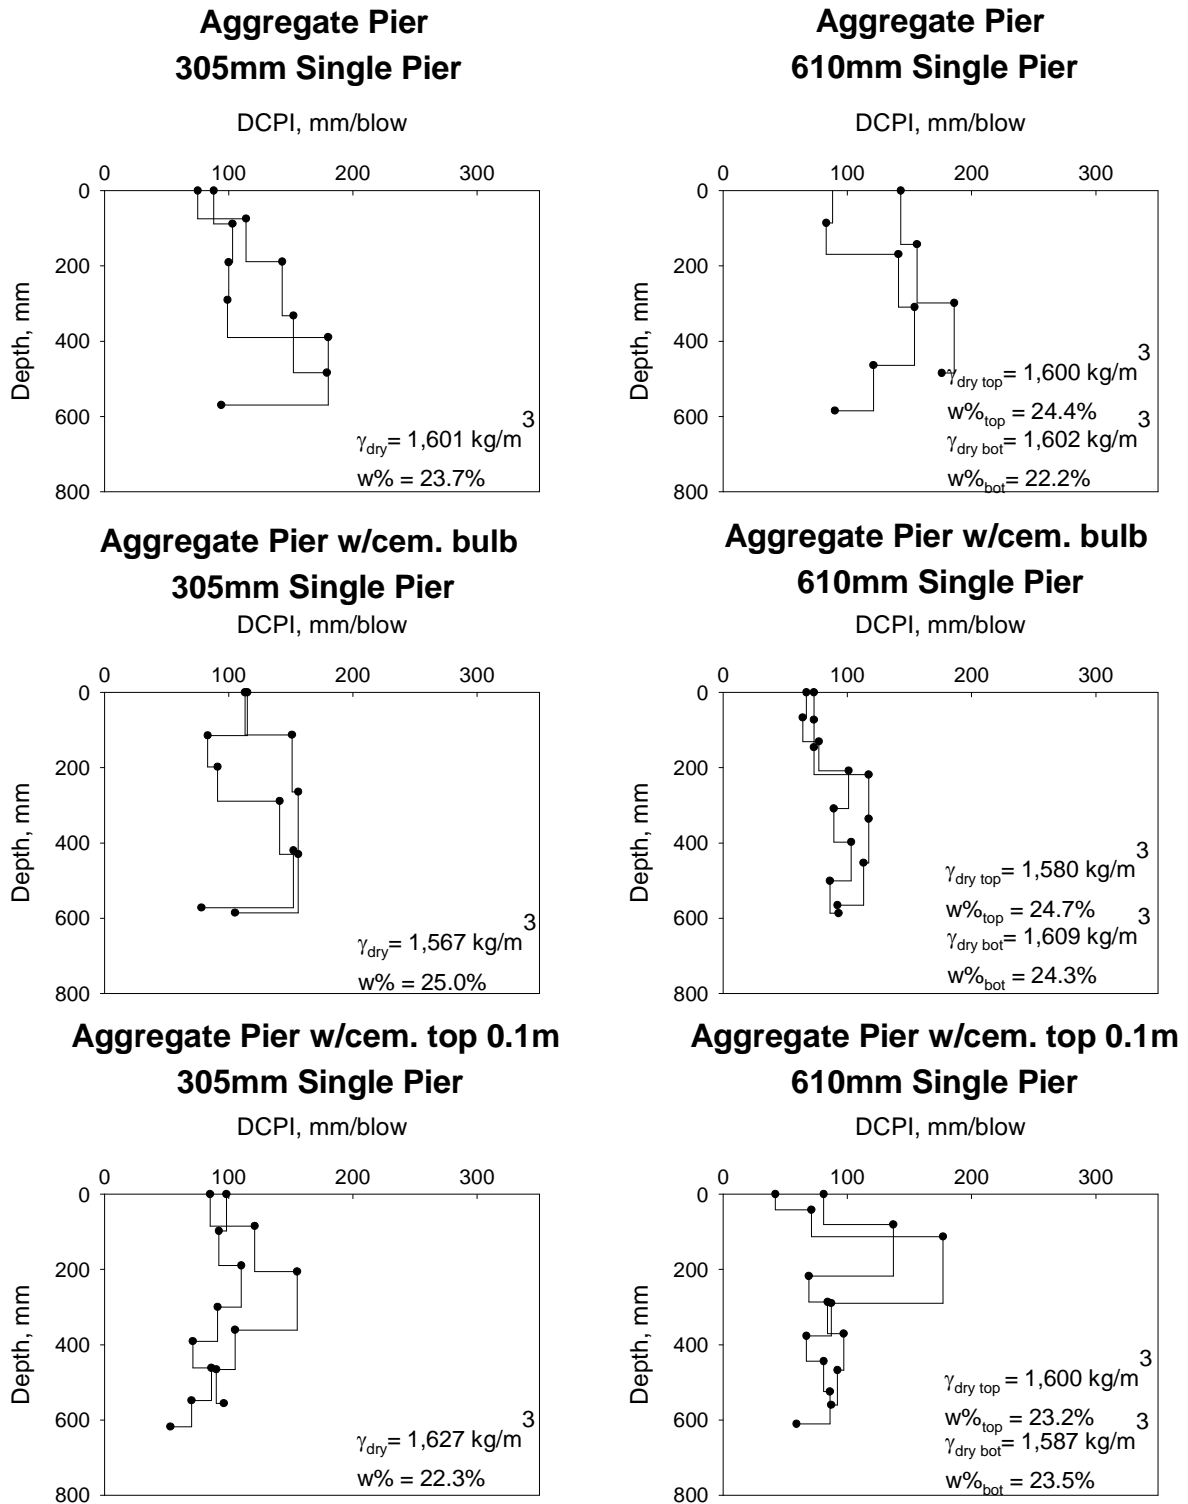 Aggregate Pier
305mm Single Pier
DCPI, mm/blow
0 100 200 300
0
200
400
600
800
Depth, mm
γdry= 1,601 kg/m3
w% = 23.7%
Aggregate Pier
610mm Single Pier
DCPI, mm/blow
0 100 200 300
0
200
400
600
800
Depth, mm
γdry top= 1,600 kg/m3
w%top = 24.4%
γdry bot= 1,602 kg/m3
w%bot= 22.2%
Aggregate Pier w/cem. bulb
305mm Single Pier
DCPI, mm/blow
0 100 200 300
0
200
400
600
800
Depth, mm
γdry= 1,567 kg/m3
w% = 25.0%
Aggregate Pier w/cem. bulb
610mm Single Pier
DCPI, mm/blow
0 100 200 300
0
200
400
600
800
Depth, mm
γdry top= 1,580 kg/m3
w%top = 24.7%
γdry bot= 1,609 kg/m3
w%bot = 24.3%
Aggregate Pier w/cem. top 0.1m
305mm Single Pier
DCPI, mm/blow
0 100 200 300
0
200
400
600
800
Depth, mm
γdry= 1,627 kg/m3
w% = 22.3%
Aggregate Pier w/cem. top 0.1m
610mm Single Pier
DCPI, mm/blow
0 100 200 300
0
200
400
600
800
Depth, mm
γdry top = 1,600 kg/m3
w%top = 23.2%
γdry bot= 1,587 kg/m3
w%bot = 23.5%